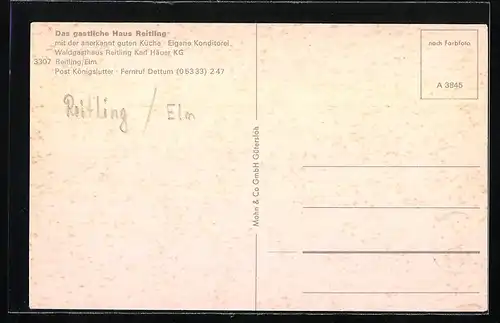 Das gastliche Haus Reitling
mit der anerkannt guten Küche · Eigene Konditorei
Waldgasthaus Reitling Karl Häuer KG
3307 Reitling/Elm
Post Königslutter · Fernruf Dettum (05333) 247
Reitling / Elm
Mohn & Co GmbH Gütersloh
nach Farbfoto
A 3845